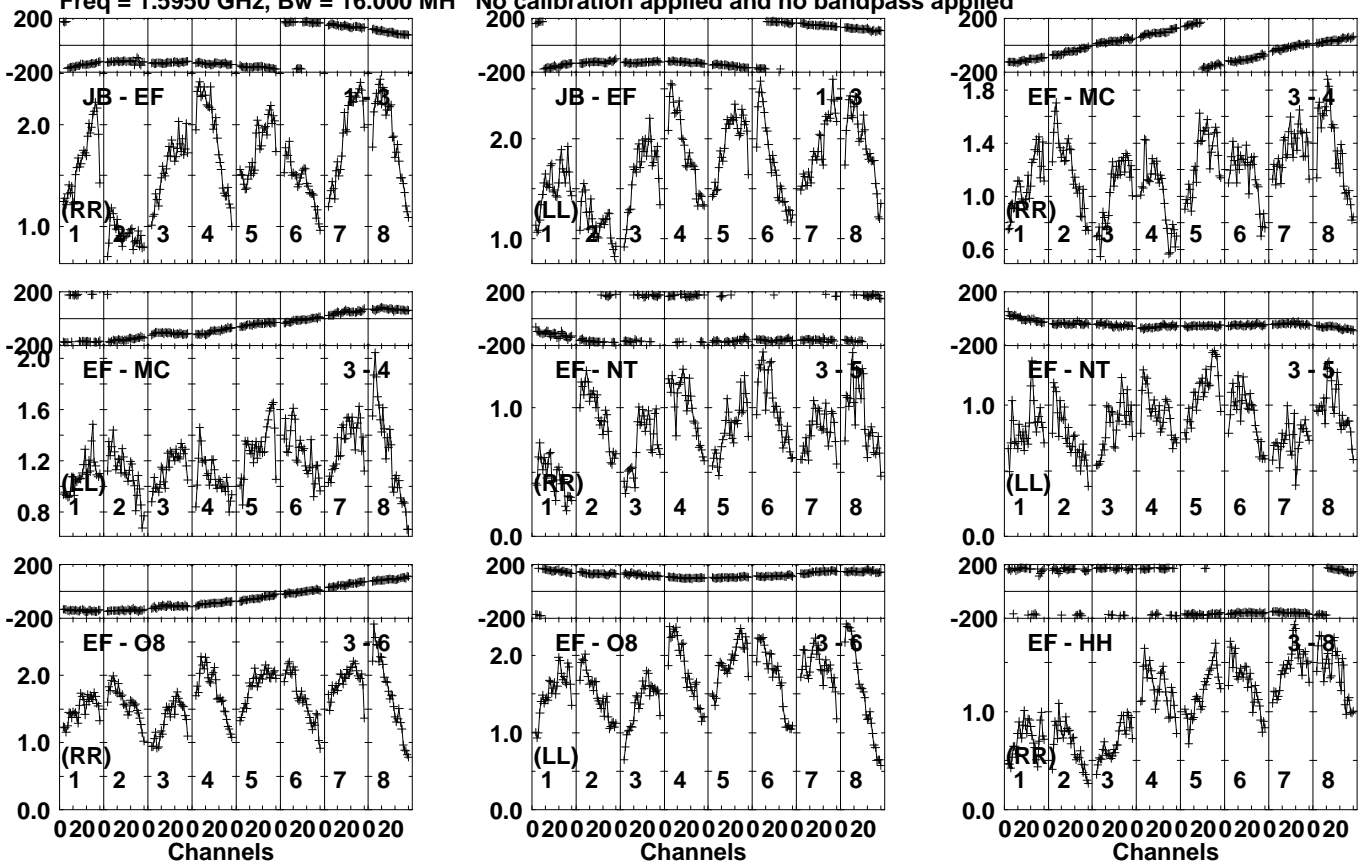 Freq = 1.5950 GHz, Bw = 16.000 MH   No calibration applied and no bandpass applied
200
-200
JB - EF 1 - 3
2.0
1.0
(RR)
1 2 3 4 5 6 7 8
JB - EF 1 - 3
2.0
1.0
(LL)
1 2 3 4 5 6 7 8
200
-200
1.8
EF - MC 3 - 4
1.4
1.0
(RR)
0.6
1 2 3 4 5 6 7 8
200
-200
2.0
EF - MC 3 - 4
1.6
1.2
(LL)
0.8
1 2 3 4 5 6 7 8
200
-200
EF - NT 3 - 5
1.0
(RR)
0.0
1 2 3 4 5 6 7 8
200
-200
EF - NT 3 - 5
1.0
(LL)
0.0
1 2 3 4 5 6 7 8
200
-200
EF - O8 3 - 6
2.0
1.0
(RR)
0.0
1 2 3 4 5 6 7 8
0 20 0 20 0 20 0 20 0 20 0 20 0 20 0 20
Channels
200
-200
EF - O8 3 - 6
2.0
1.0
(LL)
0.0
1 2 3 4 5 6 7 8
0 20 0 20 0 20 0 20 0 20 0 20 0 20 0 20
Channels
200
-200
EF - HH 3 - 8
1.0
(RR)
0.0
1 2 3 4 5 6 7 8
0 20 0 20 0 20 0 20 0 20 0 20 0 20 0 20
Channels